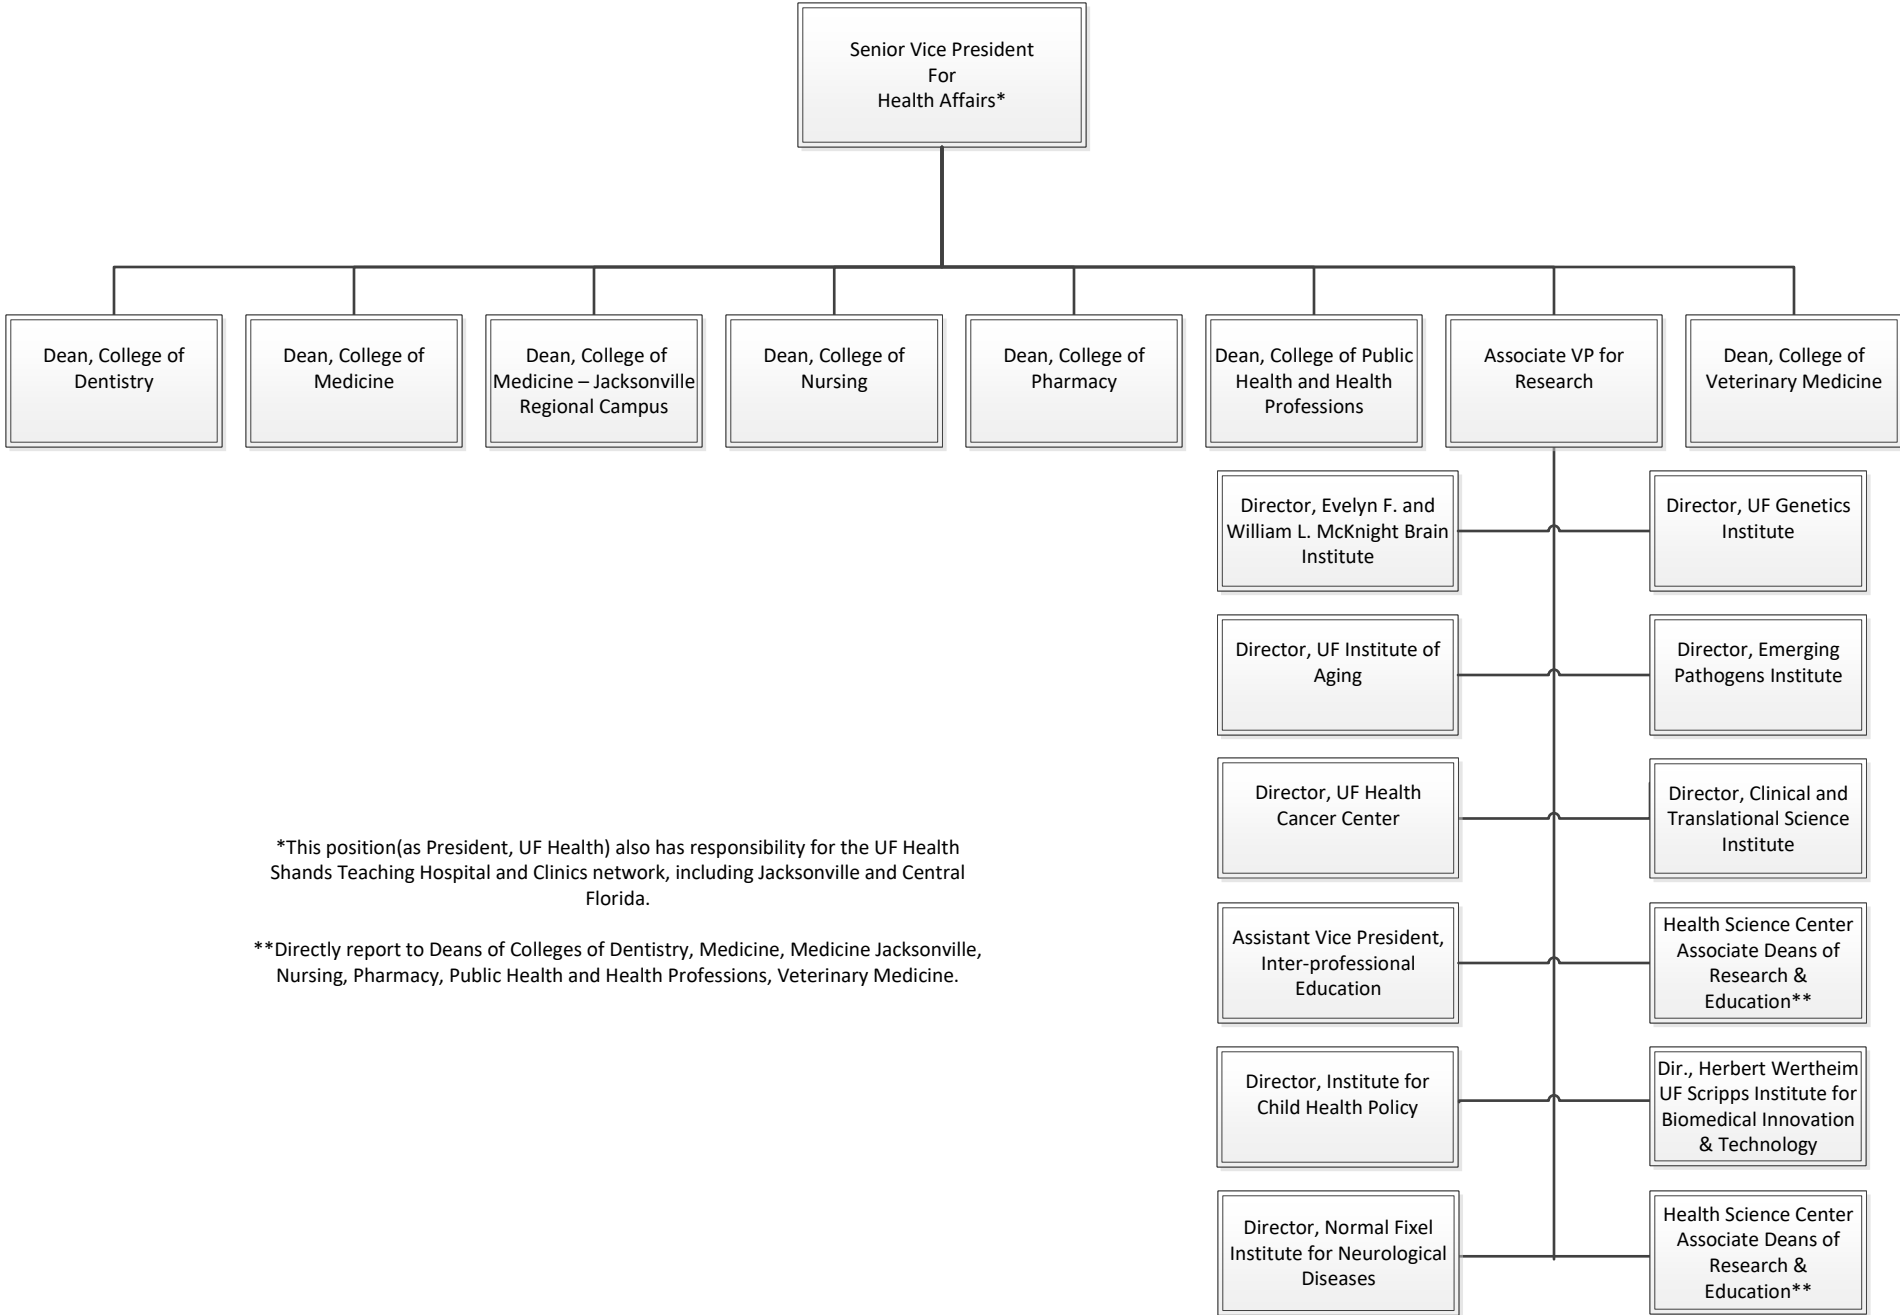 Senior Vice President
For
Health Affairs*
Dean, College of
Dentistry
Dean, College of
Medicine
Dean, College of
Medicine – Jacksonville
Regional Campus
Dean, College of
Nursing
Dean, College of
Pharmacy
Dean, College of Public
Health and Health
Professions
Associate VP for
Research
Dean, College of
Veterinary Medicine
Director, Evelyn F. and
William L. McKnight Brain
Institute
Director, UF Genetics
Institute
Director, UF Institute of
Aging
Director, Emerging
Pathogens Institute
Director, UF Health
Cancer Center
Director, Clinical and
Translational Science
Institute
*This position(as President, UF Health) also has responsibility for the UF Health
Shands Teaching Hospital and Clinics network, including Jacksonville and Central
Florida.
**Directly report to Deans of Colleges of Dentistry, Medicine, Medicine Jacksonville,
Nursing, Pharmacy, Public Health and Health Professions, Veterinary Medicine.
Assistant Vice President,
Inter-professional
Education
Health Science Center
Associate Deans of
Research &
Education**
Director, Institute for
Child Health Policy
Dir., Herbert Wertheim
UF Scripps Institute for
Biomedical Innovation
& Technology
Director, Normal Fixel
Institute for Neurological
Diseases
Health Science Center
Associate Deans of
Research &
Education**